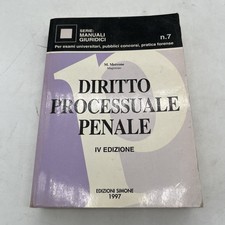 SERIE:
MANUALI
GIURIDICI
n.7
Per esami universitari, pubblici concorsi, pratica forense
DIRITTO
PROCESSUALE
PENALE
IV EDIZIONE
EDIZIONI SIMONE
1997